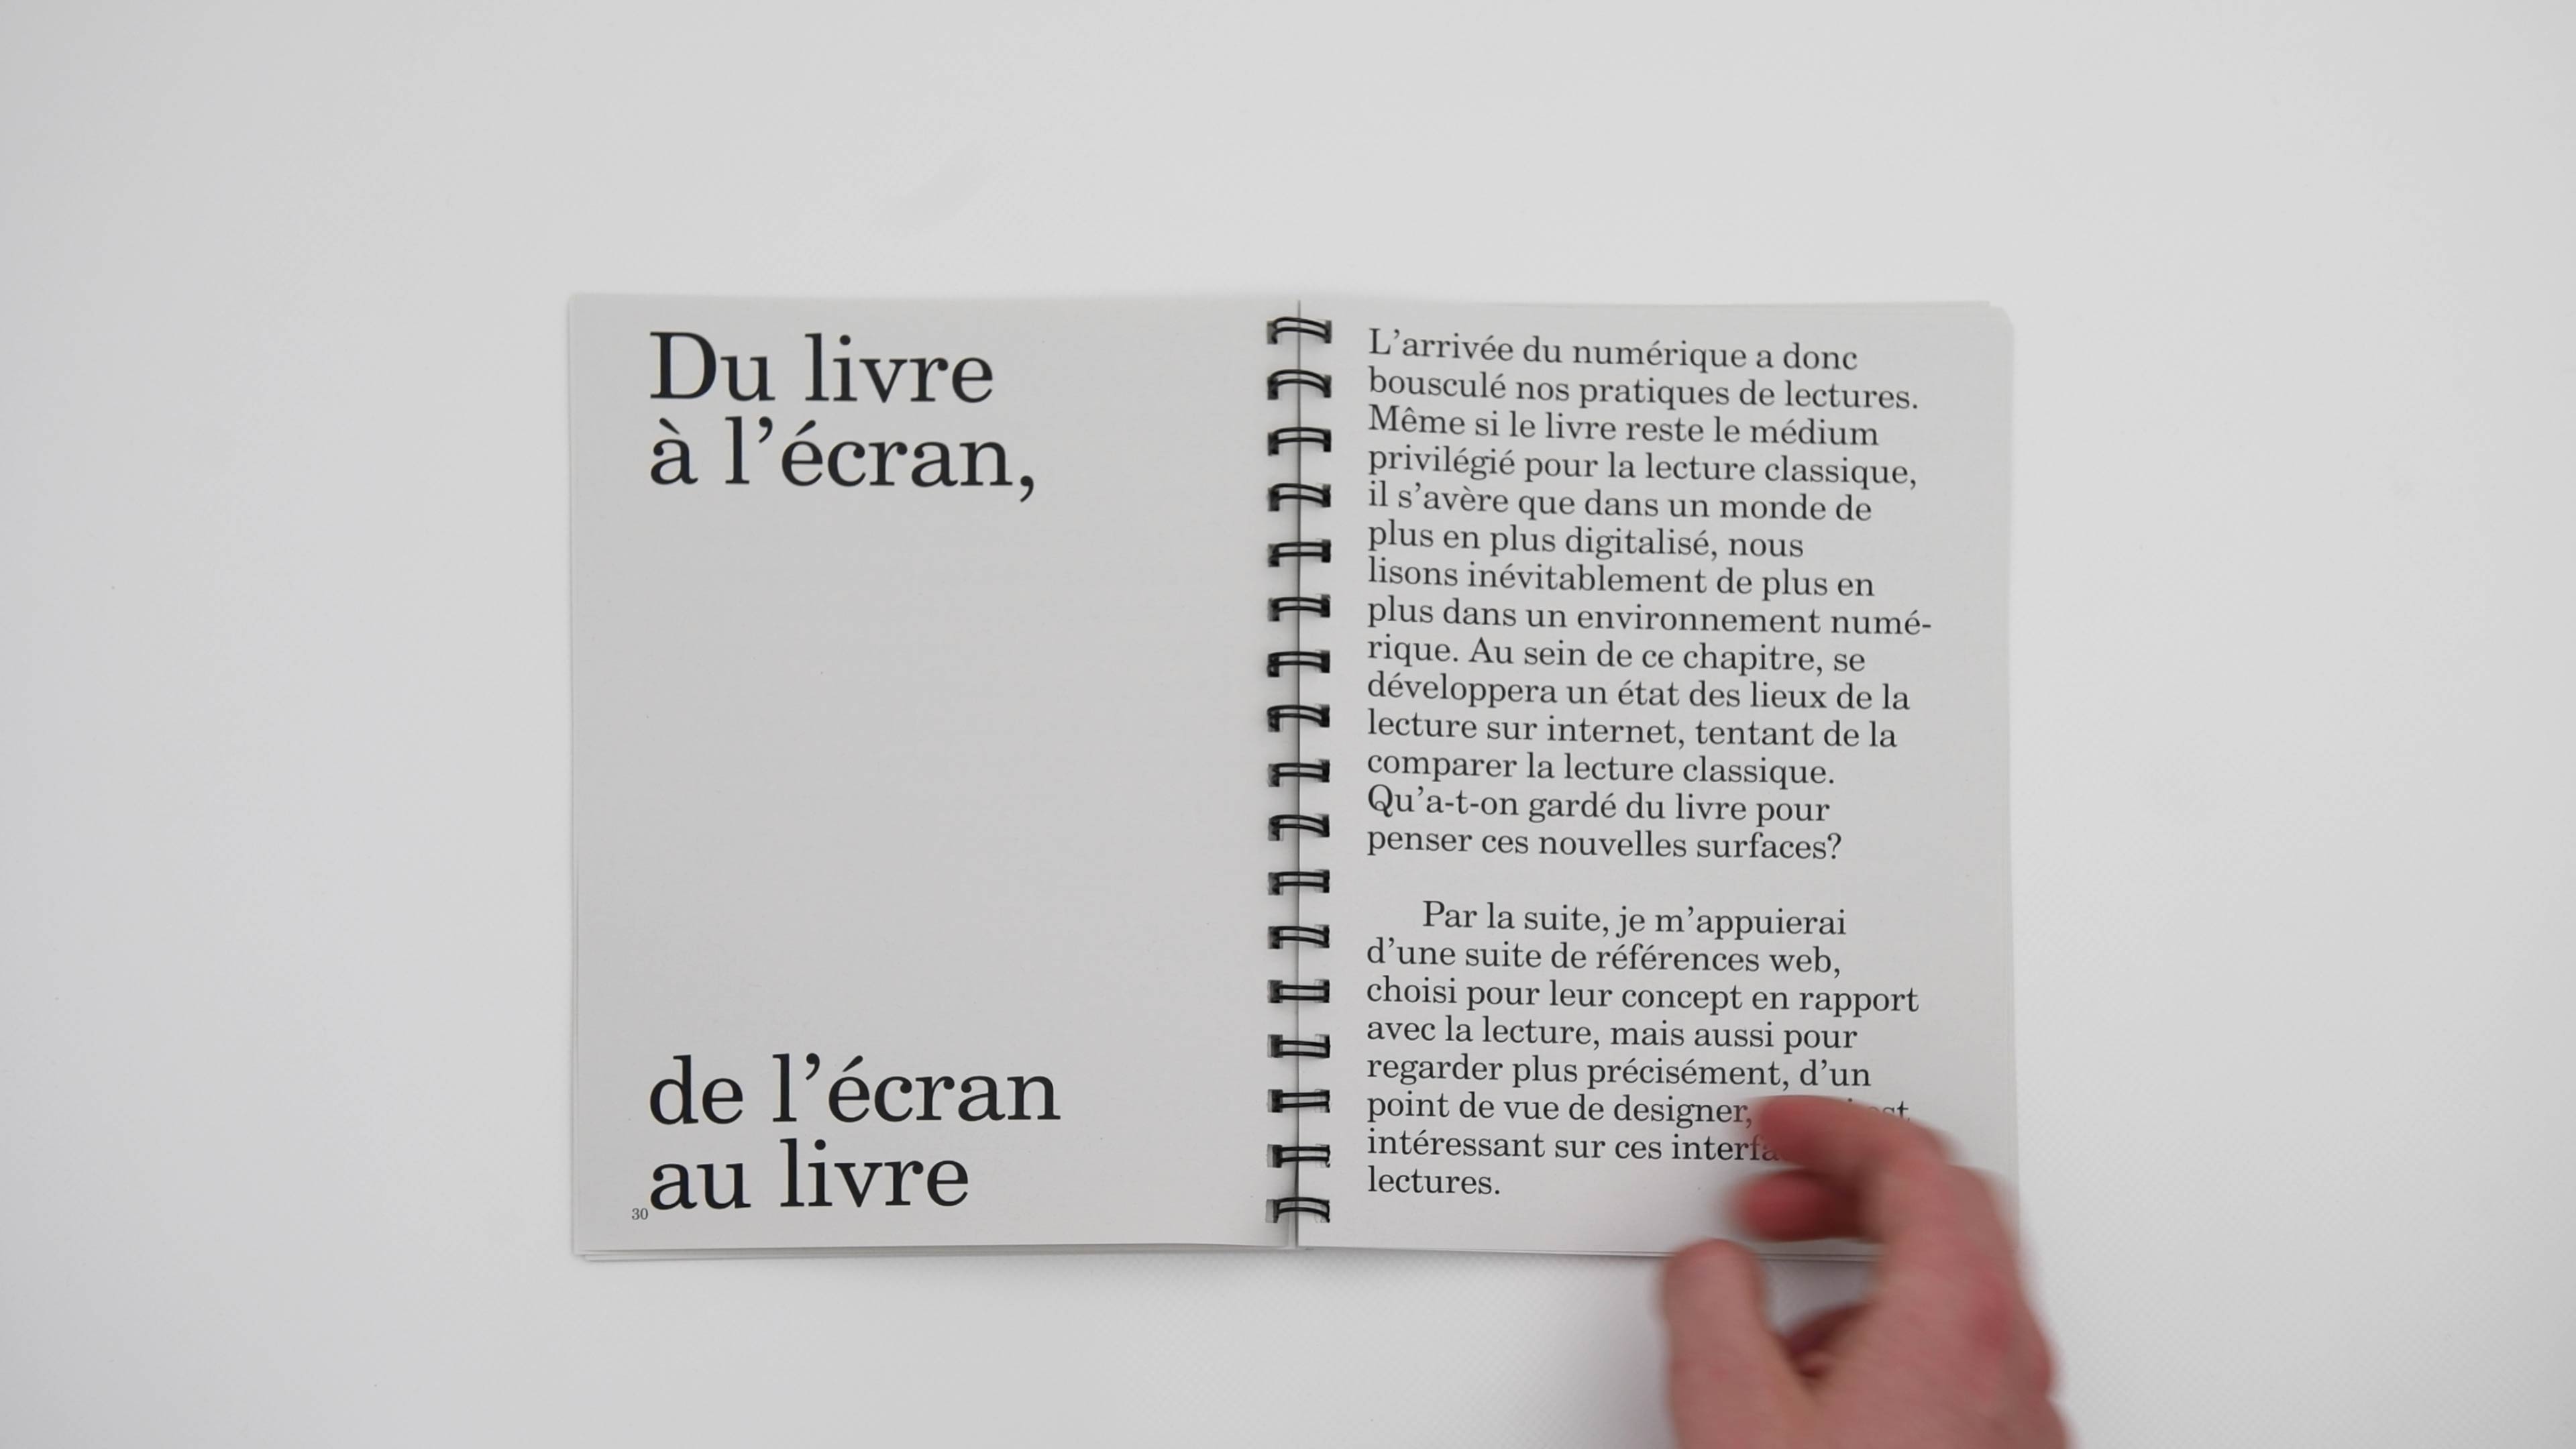 Du livre
à l’écran,
de l’écran
au livre
30
L’arrivée du numérique a donc
bousculé nos pratiques de lectures.
Même si le livre reste le médium
privilégié pour la lecture classique,
il s’avère que dans un monde de
plus en plus digitalisé, nous
lisons inévitablement de plus en
plus dans un environnement numé-
rique. Au sein de ce chapitre, se
développera un état des lieux de la
lecture sur internet, tentant de la
comparer la lecture classique.
Qu’a-t-on gardé du livre pour
penser ces nouvelles surfaces?
Par la suite, je m’appuierai
d’une suite de références web,
choisi pour leur concept en rapport
avec la lecture, mais aussi pour
regarder plus précisément, d’un
point de vue de designer,
intéressant sur ces
lectures.